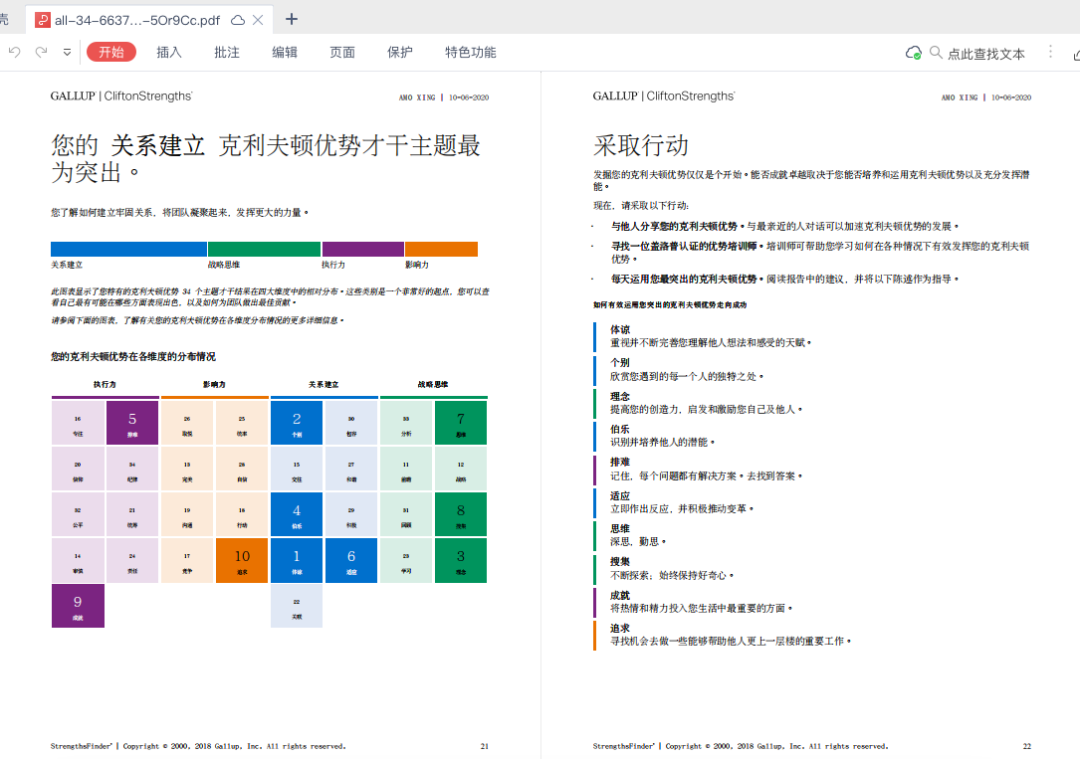 壳
all-34-6637...-5Or9Cc.pdf
开始 插入 批注 编辑 页面 保护 特色功能 点此查找文本
GALLUP | CliftonStrengths
AMO XING | 10-06-2020
您的 关系建立 克利夫顿优势才干主题最
为突出。
您了解如何建立牢固关系，将团队凝聚起来，发挥更大的力量。
关系建立 战略思维 执行力 影响力
此图表显示了您特有的克利夫顿优势 34 个主题才干结果在四大维度中的相对分布。这些类别是一个非常好的起点，您可以查
看自己最有可能在哪些方面表现出色，以及如何为团队做出最佳贡献。
请参阅下面的图表，了解有关您的克利夫顿优势在各维度分布情况的更多详细信息。
您的克利夫顿优势在各维度的分布情况
执行力 影响力 关系建立 战略思维
5 2 7
排难 个别 分析 思维
15 27 11 12
交往 和谐 前瞻 战略
4 8
公平 统筹 沟通 行动 伯乐 回顾 搜集
14 24 17 10 1 6 3
审慎 责任 竞争 追求 体谅 适应 学习 理念
9 22
成就 关联
StrengthsFinder® | Copyright © 2000, 2018 Gallup, Inc. All rights reserved.
21
GALLUP | CliftonStrengths
AMO XING | 10-06-2020
采取行动
发掘您的克利夫顿优势仅仅是个开始。能否成就卓越取决于您能否培养和运用克利夫顿优势以及充分发挥潜
能。
现在，请采取以下行动:
· 与他人分享您的克利夫顿优势。与最亲近的人对话可以加速克利夫顿优势的发展。
· 寻找一位盖洛普认证的优势培训师。培训师可帮助您学习如何在各种情况下有效发挥您的克利夫顿
优势。
· 每天运用您最突出的克利夫顿优势。阅读报告中的建议，并将以下陈述作为指导。
如何有效运用您突出的克利夫顿优势走向成功
体谅
重视并不断完善您理解他人想法和感受的天赋。
个别
欣赏您遇到的每一个人的独特之处。
理念
提高您的创造力，启发和激励您自己及他人。
伯乐
识别并培养他人的潜能。
排难
记住，每个问题都有解决方案。去找到答案。
适应
立即作出反应，并积极推动变革。
思维
深思，勤思。
搜集
不断探索；始终保持好奇心。
成就
将热情和精力投入您生活中最重要的方面。
追求
寻找机会去做一些能够帮助他人更上一层楼的重要工作。
StrengthsFinder® | Copyright © 2000, 2018 Gallup, Inc. All rights reserved.
22